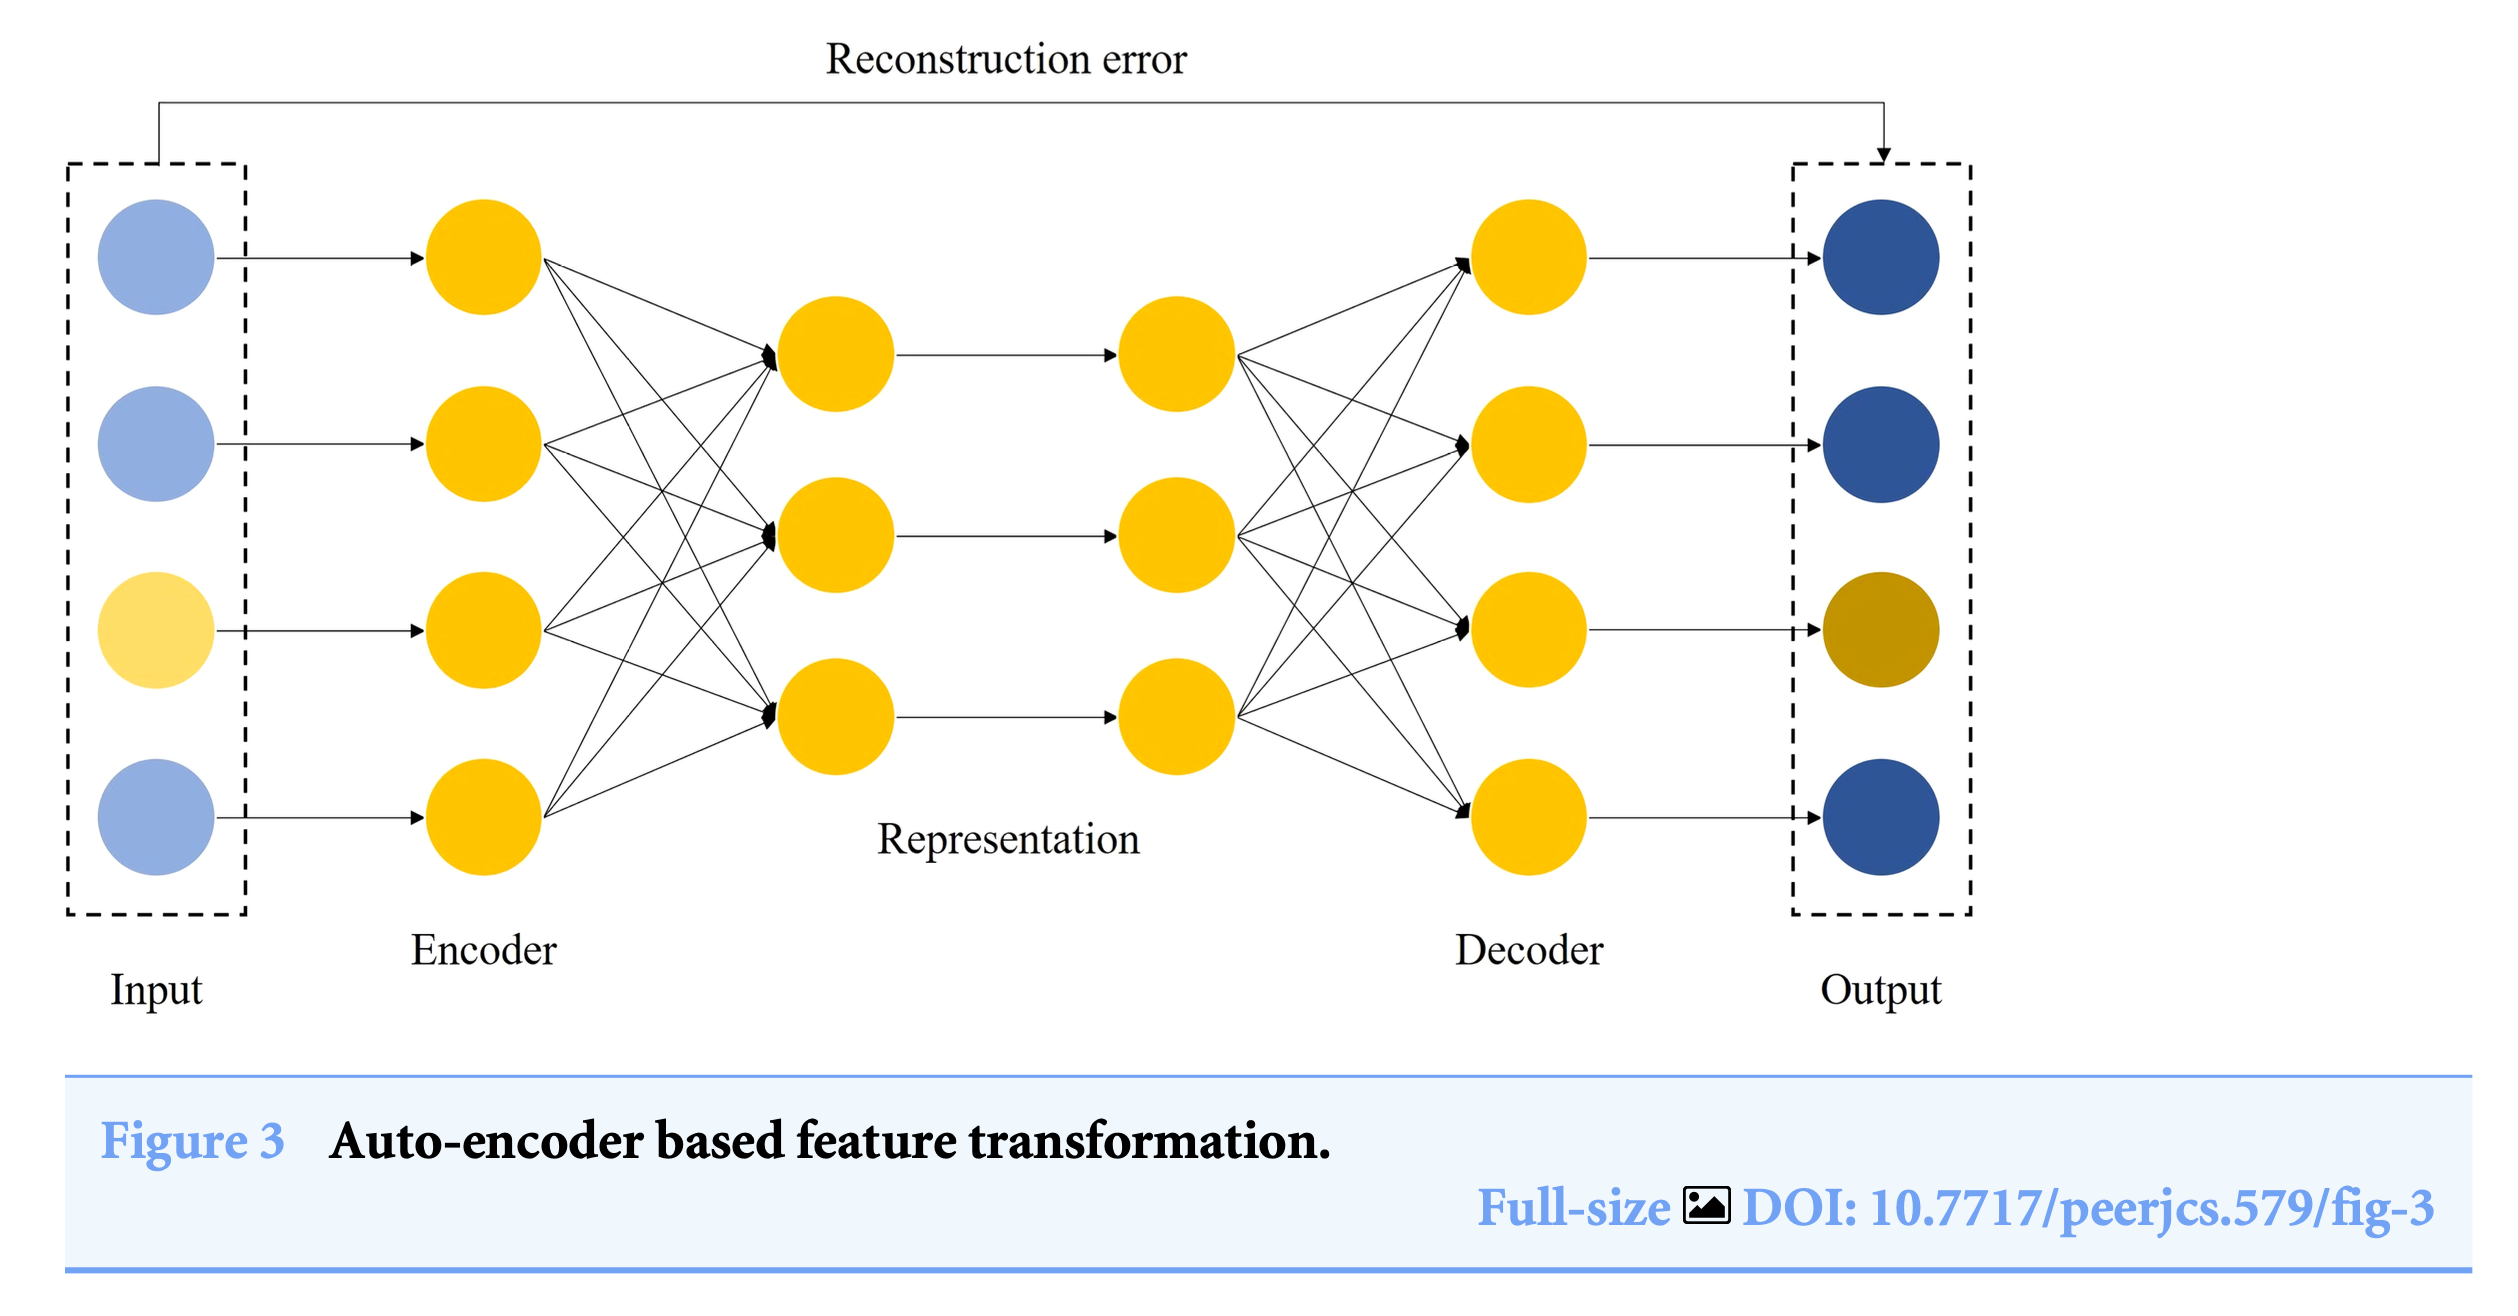 Reconstruction error
Representation
Encoder
Decoder
Input
Output
Figure 3 Auto-encoder based feature transformation.
Full-size DOI: 10.7717/peerjcs.579/fig-3